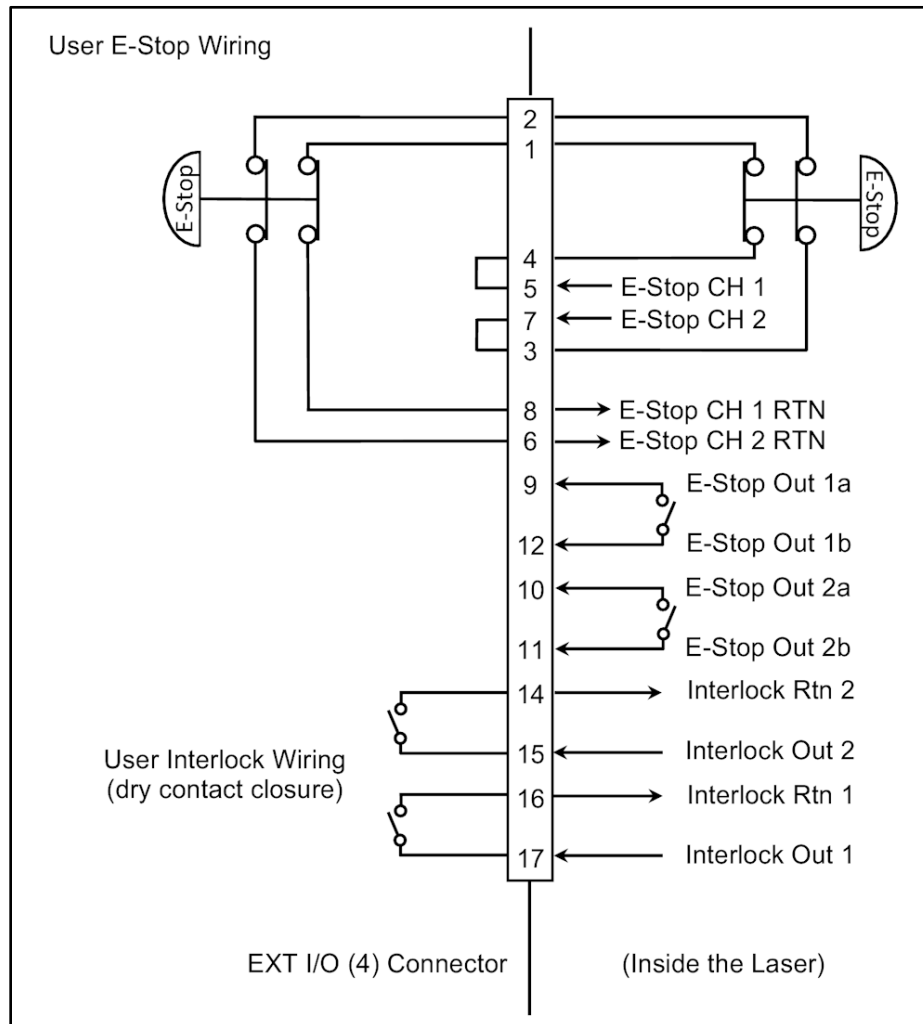 User E-Stop Wiring
2
1
E-Stop
E-Stop
4
5 E-Stop CH 1
7 E-Stop CH 2
3
8 E-Stop CH 1 RTN
6 E-Stop CH 2 RTN
9 E-Stop Out 1a
12 E-Stop Out 1b
10 E-Stop Out 2a
11 E-Stop Out 2b
14 Interlock Rtn 2
15 Interlock Out 2
User Interlock Wiring
(dry contact closure)
16 Interlock Rtn 1
17 Interlock Out 1
EXT I/O (4) Connector
(Inside the Laser)